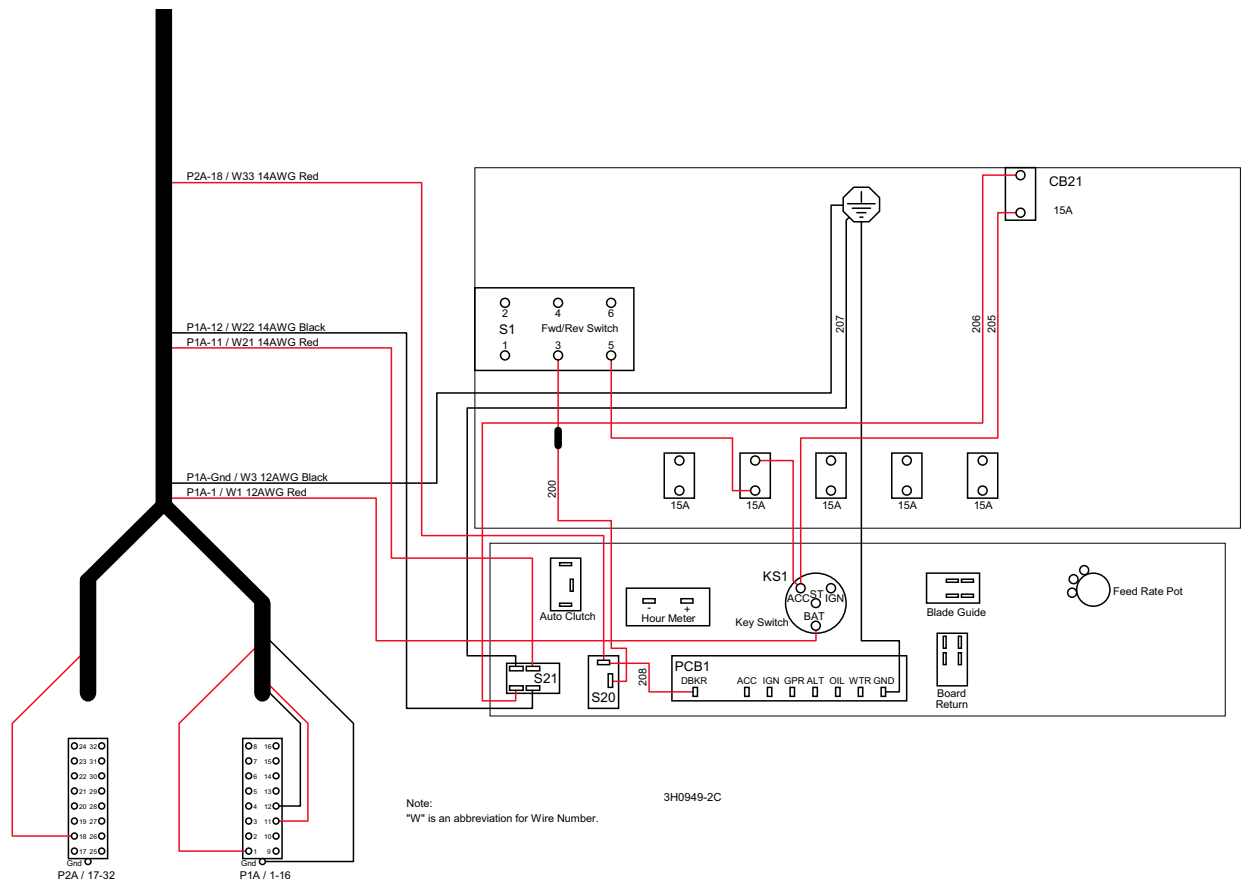 P2A-18 / W33 14AWG Red
CB21
15A
2 4 6
S1 Fwd/Rev Switch
1 3 5
P1A-12 / W22 14AWG Black
P1A-11 / W21 14AWG Red
207
206
205
P1A-Gnd / W3 12AWG Black
P1A-1 / W1 12AWG Red
200
15A 15A 15A 15A 15A
KS1
ACC ST IGN
BAT
Key Switch
Auto Clutch
- +
Hour Meter
Blade Guide
Feed Rate Pot
S21
S20
208
PCB1
DBKR ACC IGN GPR ALT OIL WTR GND
Board
Return
24 32
23 31
22 30
21 29
20 28
19 27
18 26
17 25
Gnd
P2A / 17-32
8 16
7 15
6 14
5 13
4 12
3 11
2 10
1 9
Gnd
P1A / 1-16
Note:
"W" is an abbreviation for Wire Number.
3H0949-2C